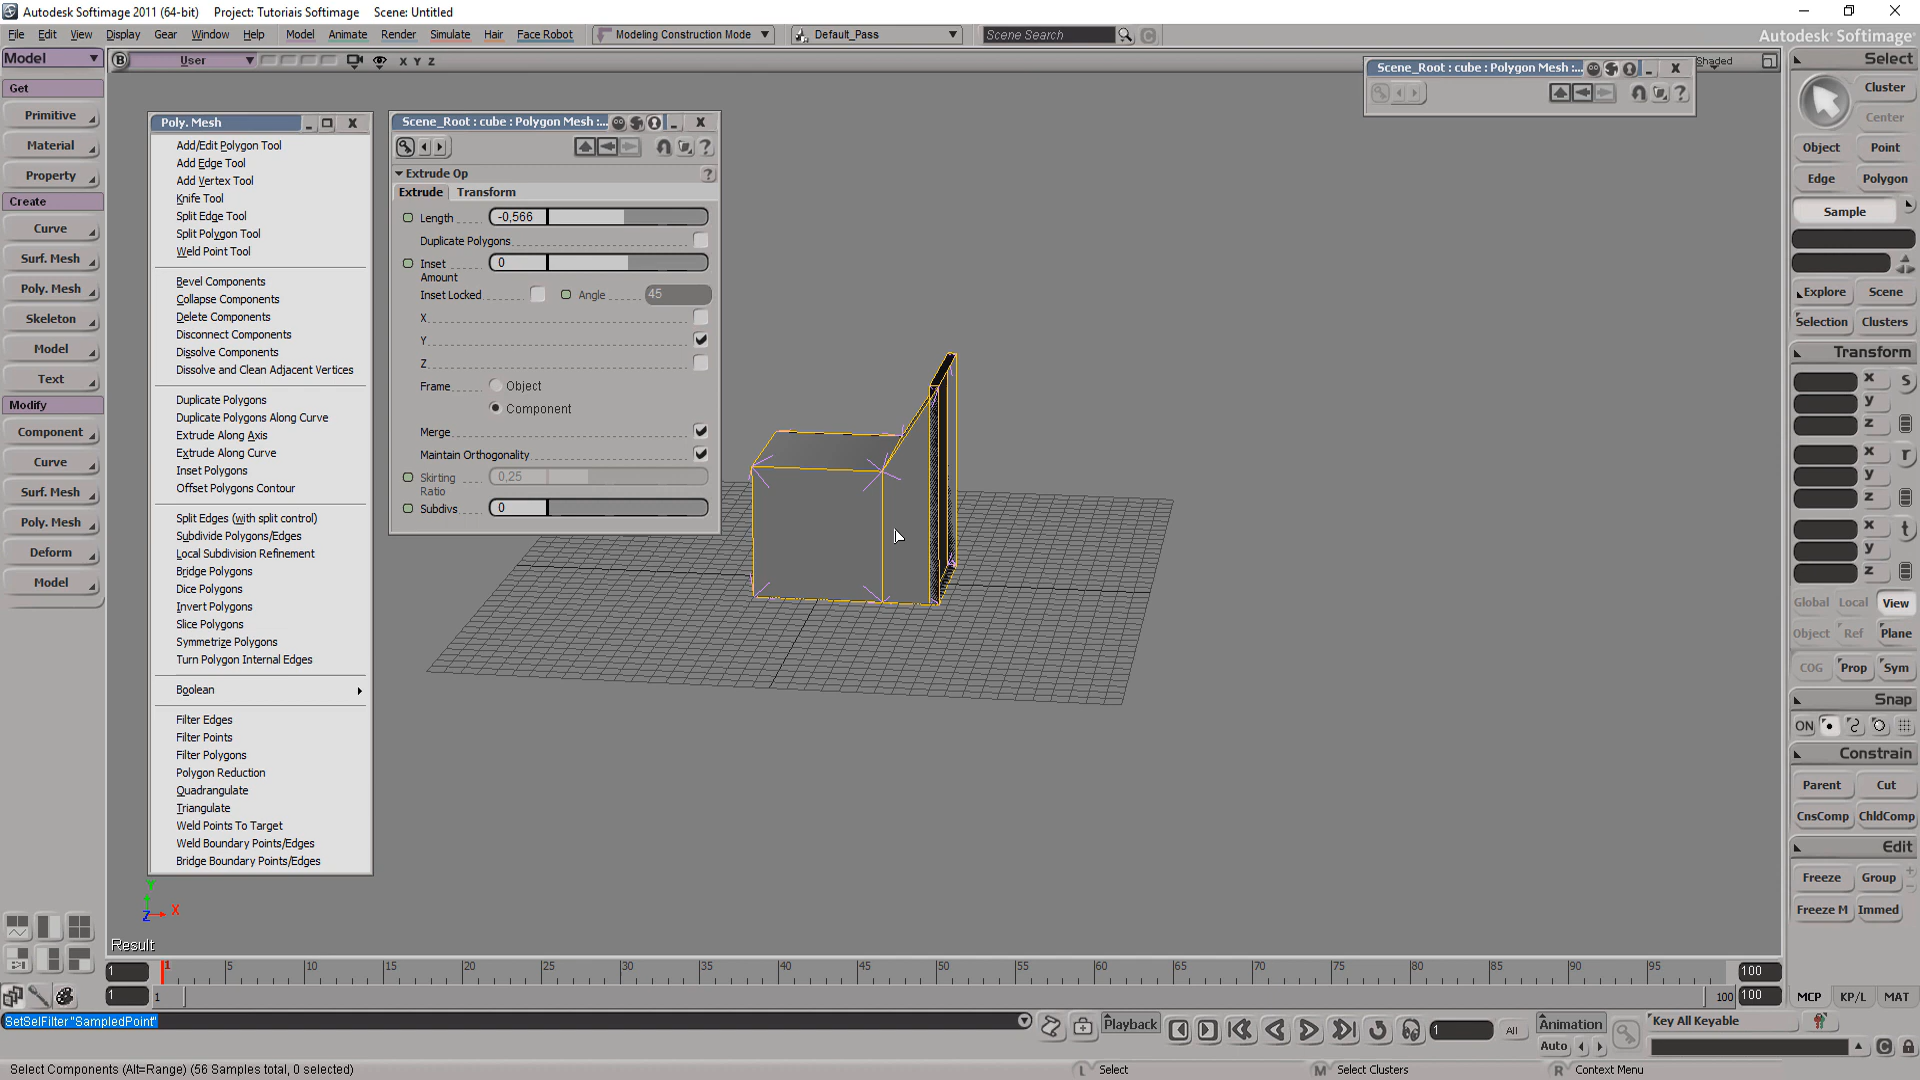 Autodesk Softimage 2011 (64-bit) Project: Tutoriais Softimage Scene: Untitled
File Edit View Display Gear Window Help Model Animate Render Simulate Hair Face Robot Modeling Construction Mode Default_Pass Scene Search Autodesk Softimage
Model
B User X Y Z
Shaded
Get
Primitive
Material
Property
Create
Curve
Surf. Mesh
Poly. Mesh
Skeleton
Model
Text
Modify
Component
Curve
Surf. Mesh
Poly. Mesh
Deform
Model
Poly. Mesh
Add/Edit Polygon Tool
Add Edge Tool
Add Vertex Tool
Knife Tool
Split Edge Tool
Split Polygon Tool
Weld Point Tool
Bevel Components
Collapse Components
Delete Components
Disconnect Components
Dissolve Components
Dissolve and Clean Adjacent Vertices
Duplicate Polygons
Duplicate Polygons Along Curve
Extrude Along Axis
Extrude Along Curve
Inset Polygons
Offset Polygons Contour
Split Edges (with split control)
Subdivide Polygons/Edges
Local Subdivision Refinement
Bridge Polygons
Dice Polygons
Invert Polygons
Slice Polygons
Symmetrize Polygons
Turn Polygon Internal Edges
Boolean
Filter Edges
Filter Points
Filter Polygons
Polygon Reduction
Quadrangulate
Triangulate
Weld Points To Target
Weld Boundary Points/Edges
Bridge Boundary Points/Edges
Scene_Root : cube : Polygon Mesh :...
Extrude Op
Extrude Transform
Length -0,566
Duplicate Polygons
Inset 0
Amount
Inset Locked Angle 45
X
Y
Z
Frame Object
Component
Merge
Maintain Orthogonality
Skirting 0,25
Ratio
Subdivs 0
Scene_Root : cube : Polygon Mesh :...
Select
Cluster
Center
Object Point
Edge Polygon
Sample
Explore Scene
Selection Clusters
Transform
x s
y
z
x r
y
z
x t
y
z
Global Local View
Object Ref Plane
COG Prop Sym
Snap
ON
Constrain
Parent Cut
CnsComp ChldComp
Edit
Freeze Group
Freeze M Immed
Y
Z X
Result
1 1 5 10 15 20 25 30 35 40 45 50 55 60 65 70 75 80 85 90 95 100
1 1 100 100
MCP KP/L MAT
SetSelFilter "SampledPoint"
Playback 1 All Animation Key All Keyable
Auto
Select Components (Alt=Range) (56 Samples total, 0 selected) L Select M Select Clusters R Context Menu